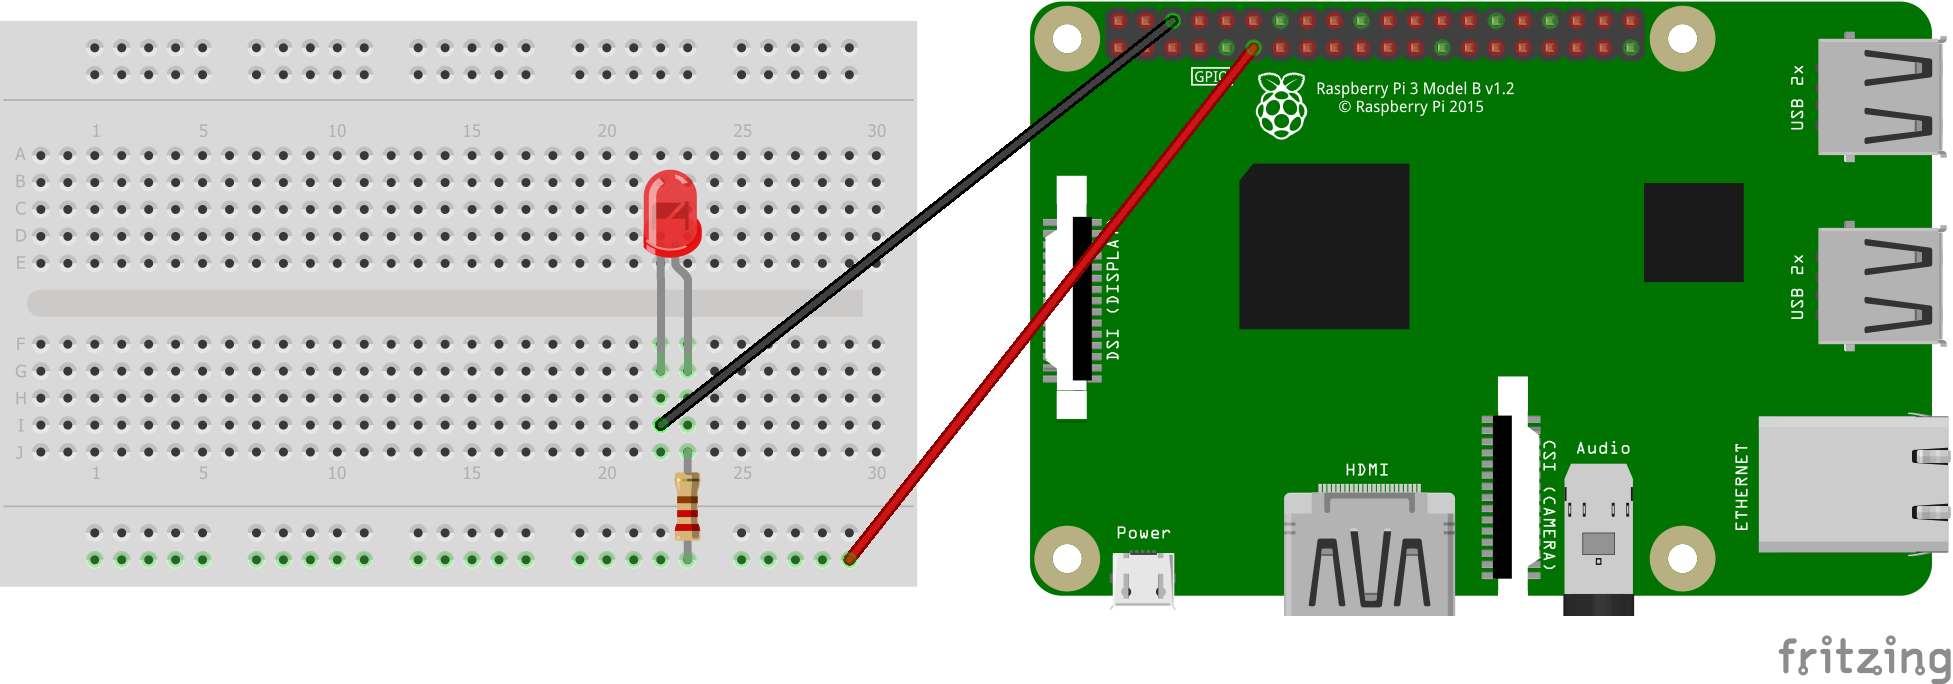 1 5 10 15 20 25 30
A
B
C
D
E
F
G
H
I
J
1 5 10 15 20 25 30
GPIO
Raspberry Pi 3 Model B v1.2
© Raspberry Pi 2015
USB 2x
DSI (DISPLAY)
USB 2x
HDMI
CSI (CAMERA)
Audio
ETHERNET
Power
fritzing